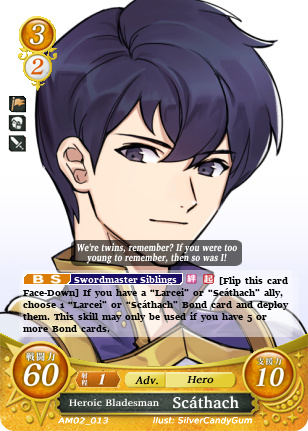 3
2
We're twins, remember? If you were too
young to remember, then so was I!
B S Swordmaster Siblings 絆 起 [Flip this card
Face-Down] If you have a "Larcei" or "Scáthach" ally,
choose 1 "Larcei" or "Scáthach" Bond card and deploy
them. This skill may only be used if you have 5 or
more Bond cards.
戦闘力 60
射程 1
Adv. Hero
支援力 10
Heroic Bladesman Scáthach
AM02_013 Illust: SilverCandyGum